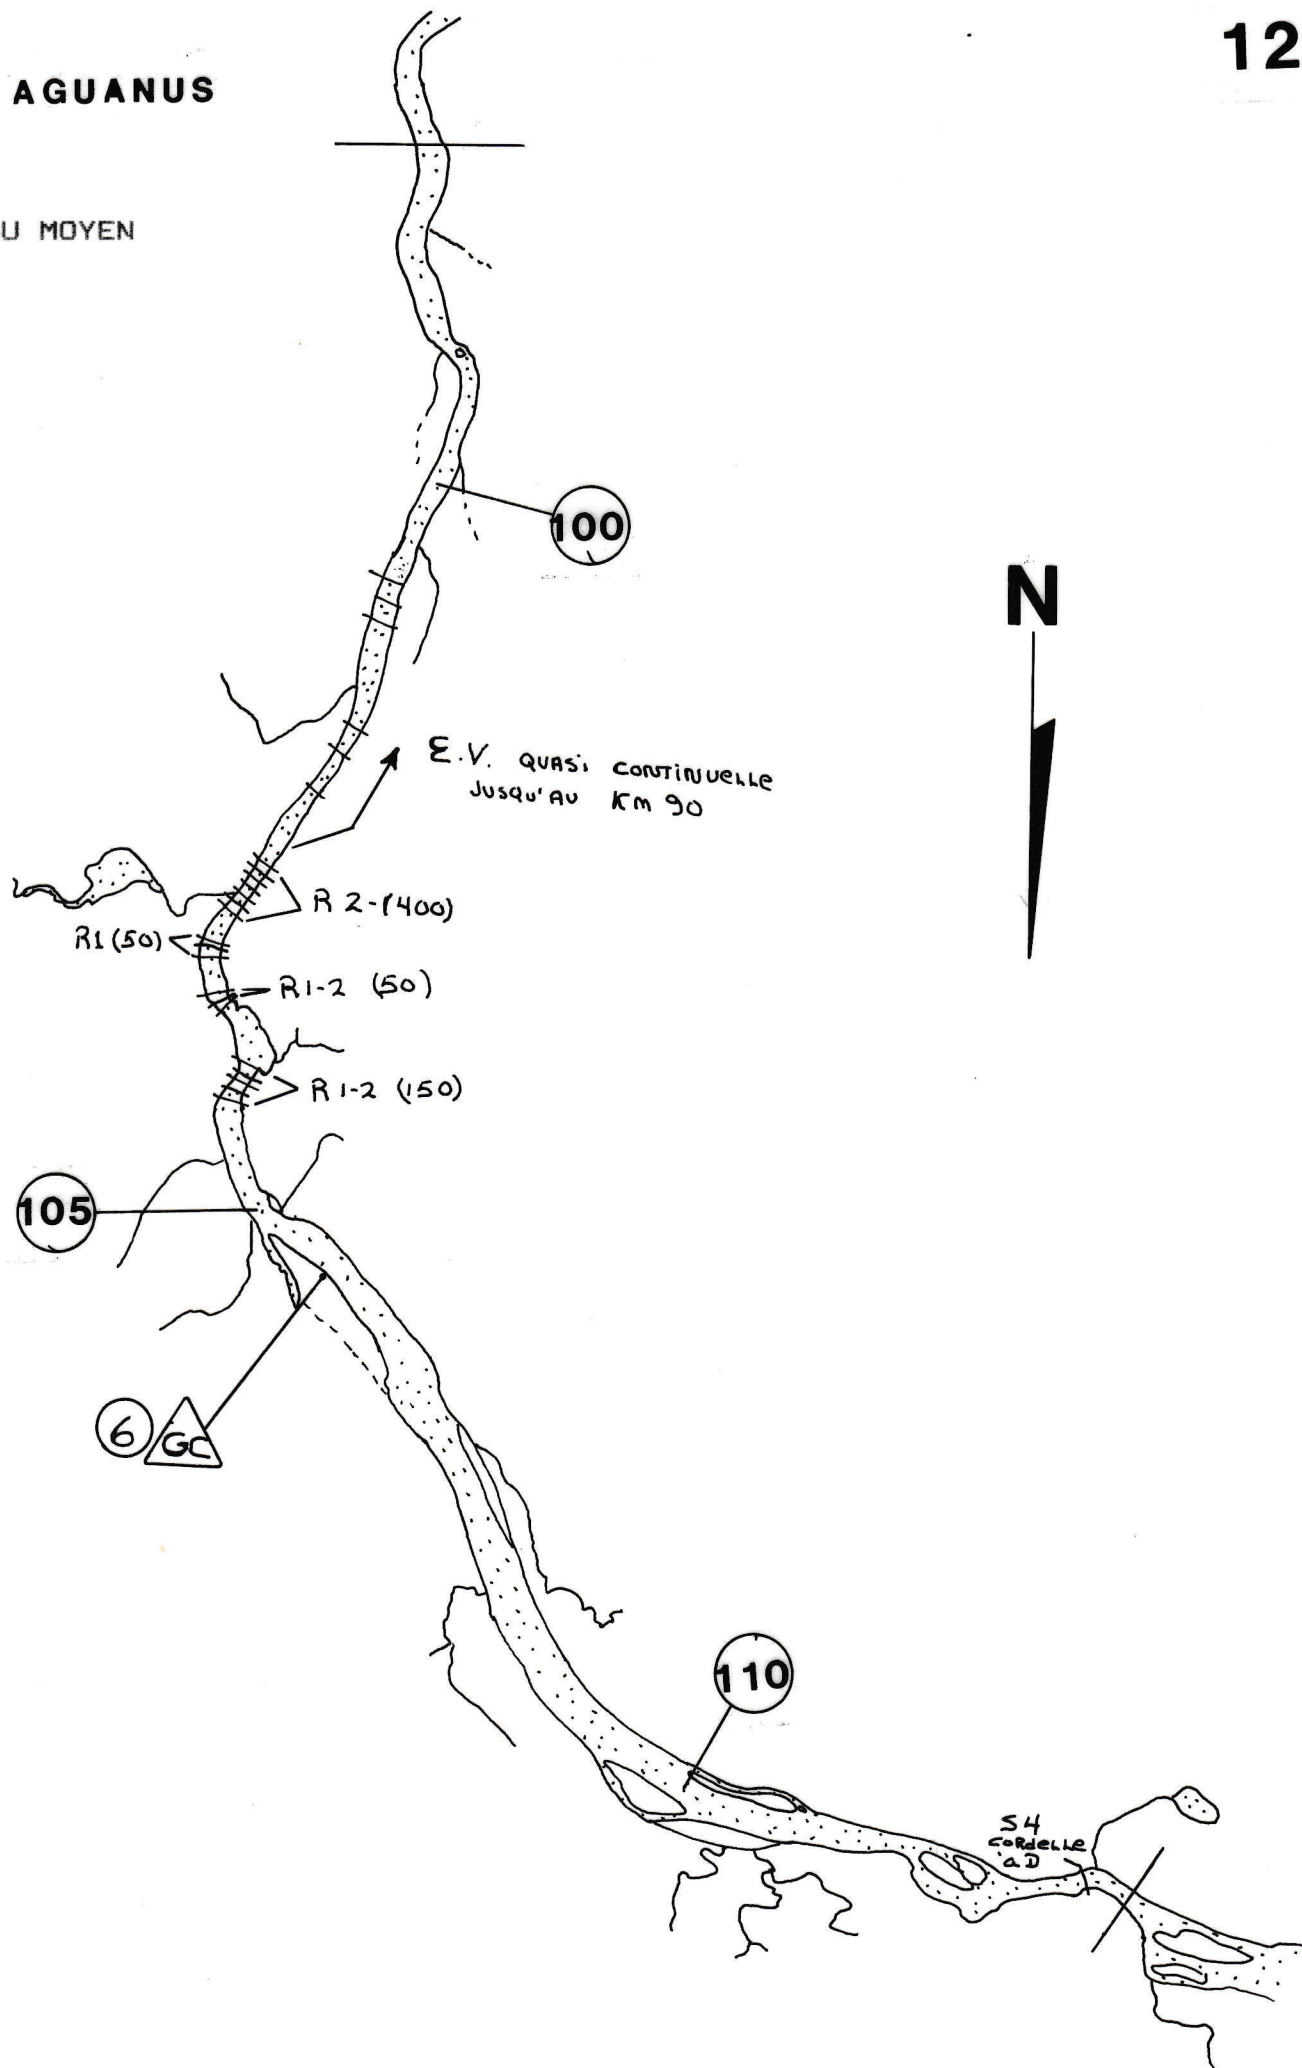 12
AGUANUS
U MOYEN
100
N
E.V. QUASI CONTINUELLE
JUSQU'AU KM 90
R 2-(400)
R1 (50)
R1-2 (50)
R1-2 (150)
105
6 GC
110
S4
CORDELLE
à D